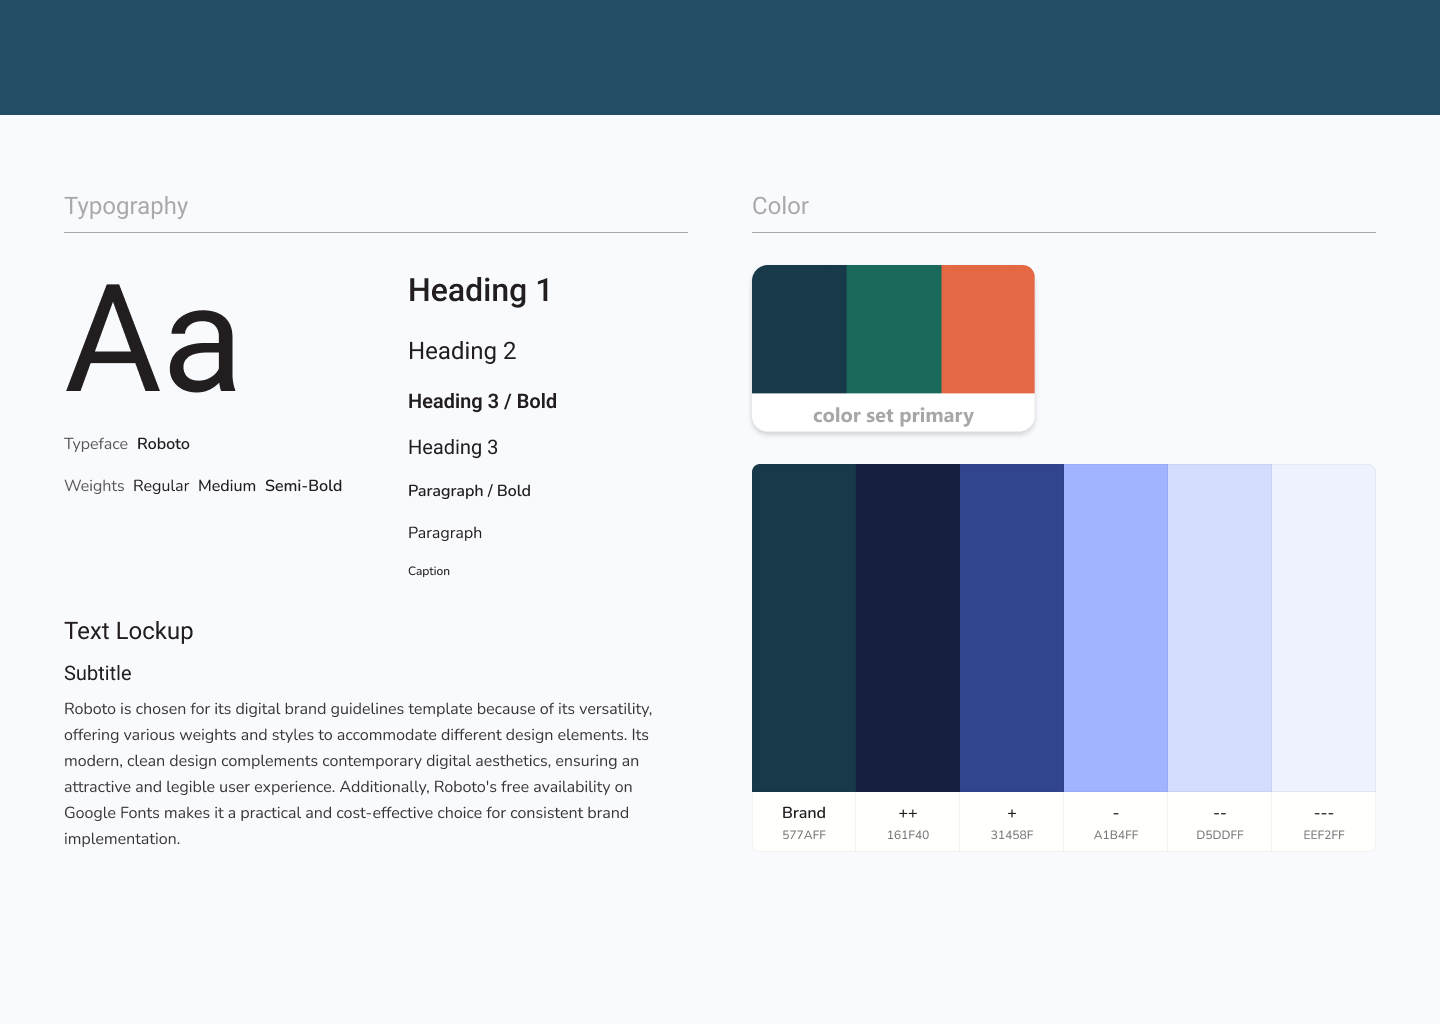 Typography
Aa
Typeface Roboto
Weights Regular Medium Semi-Bold
Heading 1
Heading 2
Heading 3 / Bold
Heading 3
Paragraph / Bold
Paragraph
Caption
Text Lockup
Subtitle
Roboto is chosen for its digital brand guidelines template because of its versatility,
offering various weights and styles to accommodate different design elements. Its
modern, clean design complements contemporary digital aesthetics, ensuring an
attractive and legible user experience. Additionally, Roboto's free availability on
Google Fonts makes it a practical and cost-effective choice for consistent brand
implementation.
Color
color set primary
Brand ++ + - -- ---
577AFF 161F40 31458F A1B4FF D5DDFF EEF2FF